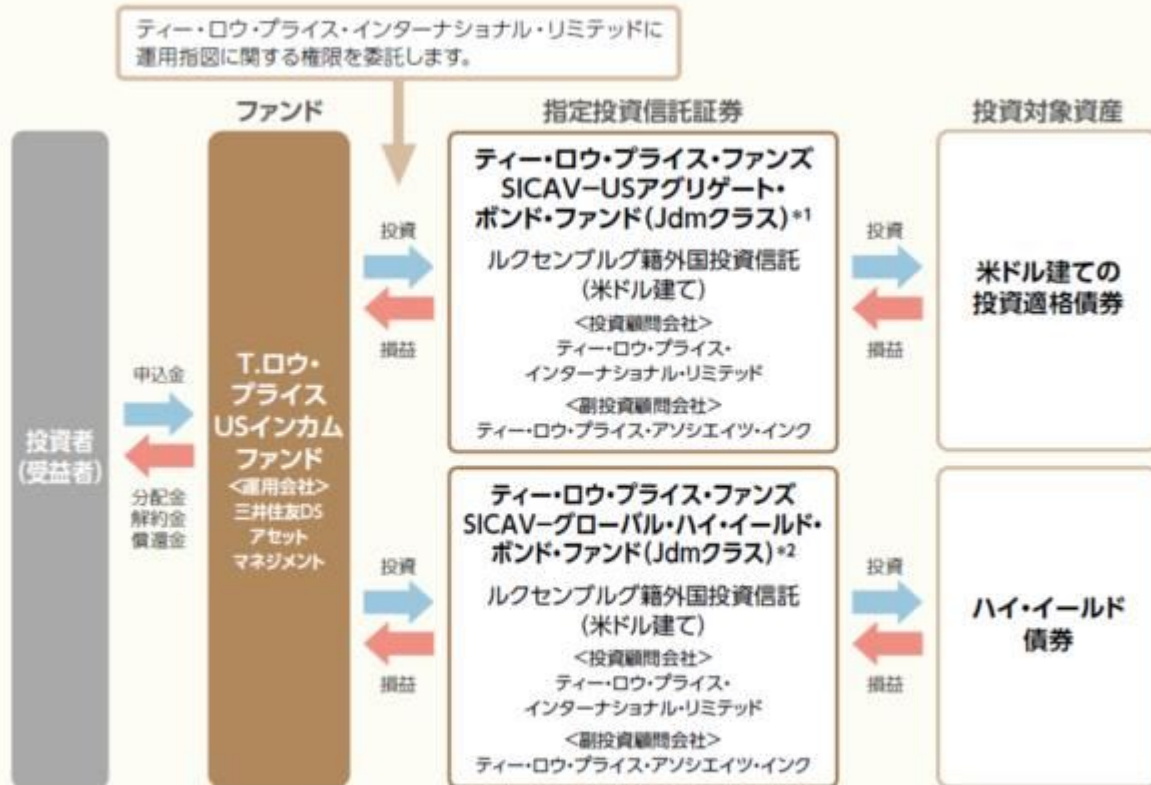 ティー・ロウ・プライス・インターナショナル・リミテッドに
運用指図に関する権限を委託します。
ファンド
指定投資信託証券
投資対象資産
投資者
(受益者)
申込金
分配金
解約金
償還金
T.ロウ・
プライス
USインカム
ファンド
<運用会社>
三井住友DS
アセット
マネジメント
投資
損益
ティー・ロウ・プライス・ファンズ
SICAV−USアグリゲート・
ボンド・ファンド(Jdmクラス)*1
ルクセンブルグ籍外国投資信託
(米ドル建て)
<投資顧問会社>
ティー・ロウ・プライス・
インターナショナル・リミテッド
<副投資顧問会社>
ティー・ロウ・プライス・アソシエイツ・インク
投資
損益
米ドル建ての
投資適格債券
投資
損益
ティー・ロウ・プライス・ファンズ
SICAV−グローバル・ハイ・イールド・
ボンド・ファンド(Jdmクラス)*2
ルクセンブルグ籍外国投資信託
(米ドル建て)
<投資顧問会社>
ティー・ロウ・プライス・
インターナショナル・リミテッド
<副投資顧問会社>
ティー・ロウ・プライス・アソシエイツ・インク
投資
損益
ハイ・イールド
債券